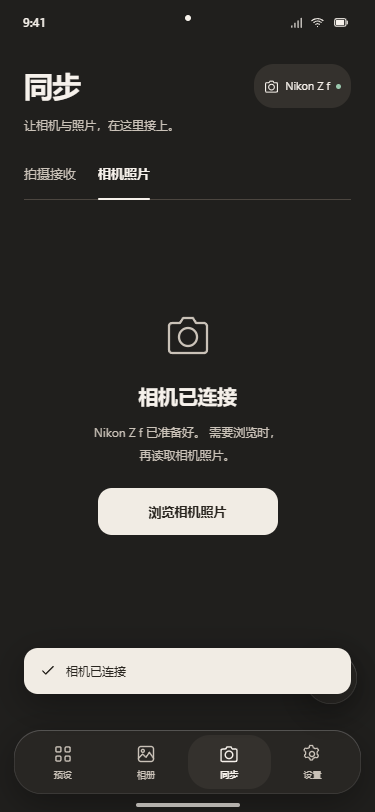 9:41
同步
Nikon Z f
让相机与照片，在这里接上。
拍摄接收
相机照片
相机已连接
Nikon Z f 已准备好。 需要浏览时，
再读取相机照片。
浏览相机照片
相机已连接
预设
相册
同步
设置